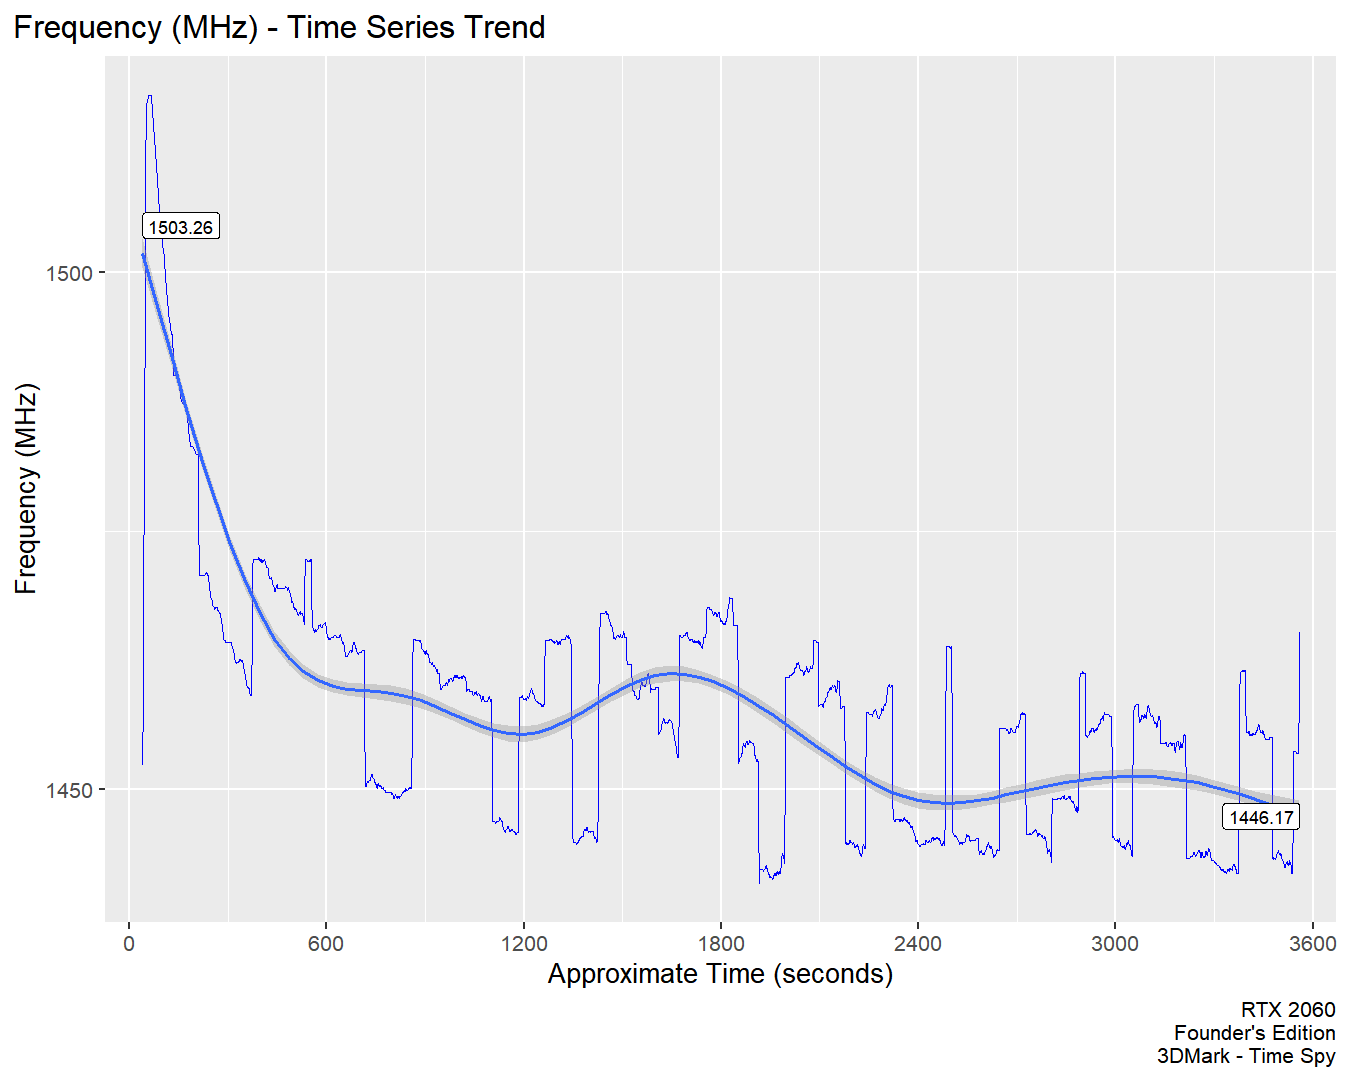 Frequency (MHz) - Time Series Trend
1503.26
1500
Frequency (MHz)
1450
1446.17
0 600 1200 1800 2400 3000 3600
Approximate Time (seconds)
RTX 2060
Founder's Edition
3DMark - Time Spy